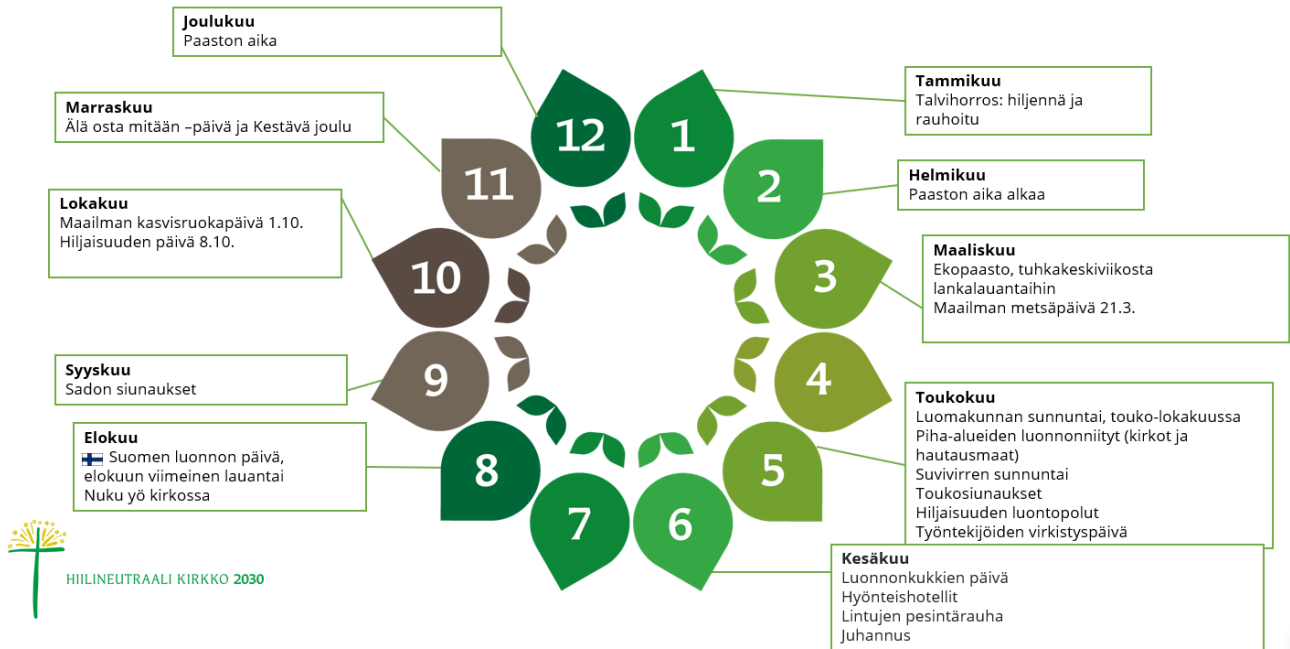 Joulukuu
Paaston aika
Marraskuu
Älä osta mitään –päivä ja Kestävä joulu
Lokakuu
Maailman kasvisruokapäivä 1.10.
Hiljaisuuden päivä 8.10.
Syyskuu
Sadon siunaukset
Elokuu
Suomen luonnon päivä,
elokuun viimeinen lauantai
Nuku yö kirkossa
HIILINEUTRAALI KIRKKO 2030
12
1
11
2
10
3
9
4
8
5
7
6
Tammikuu
Talvihorros: hiljennä ja
rauhoitu
Helmikuu
Paaston aika alkaa
Maaliskuu
Ekopaasto, tuhkakeskiviikosta
lankalauantaihin
Maailman metsäpäivä 21.3.
Toukokuu
Luomakunnan sunnuntai, touko-lokakuussa
Piha-alueiden luonnonniityt (kirkot ja
hautausmaat)
Suvivirren sunnuntai
Toukosiunaukset
Hiljaisuuden luontopolut
Työntekijöiden virkistyspäivä
Kesäkuu
Luonnonkukkien päivä
Hyönteishotellit
Lintujen pesintärauha
Juhannus